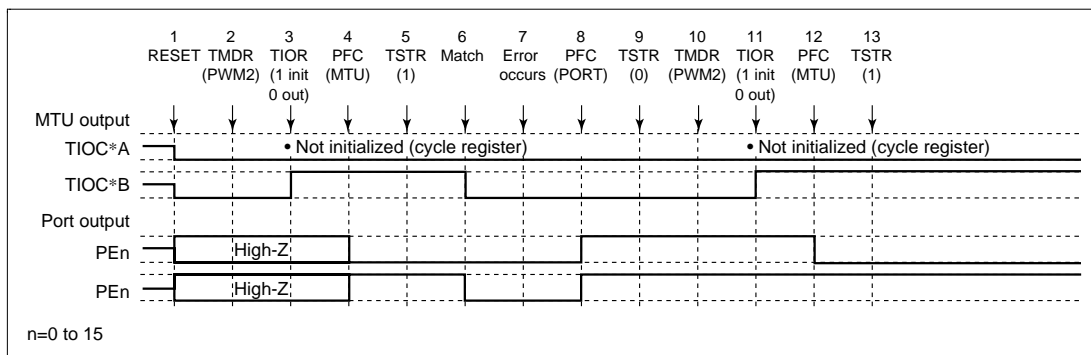 1 2 3 4 5 6 7 8 9 10 11 12 13
RESET TMDR TIOR PFC TSTR Match Error PFC TSTR TMDR TIOR PFC TSTR
(PWM2) (1 init (MTU) (1) occurs (PORT) (0) (PWM2) (1 init (MTU) (1)
0 out) 0 out)
MTU output
TIOC*A • Not initialized (cycle register) • Not initialized (cycle register)
TIOC*B
Port output
PEn High-Z
PEn High-Z
n=0 to 15